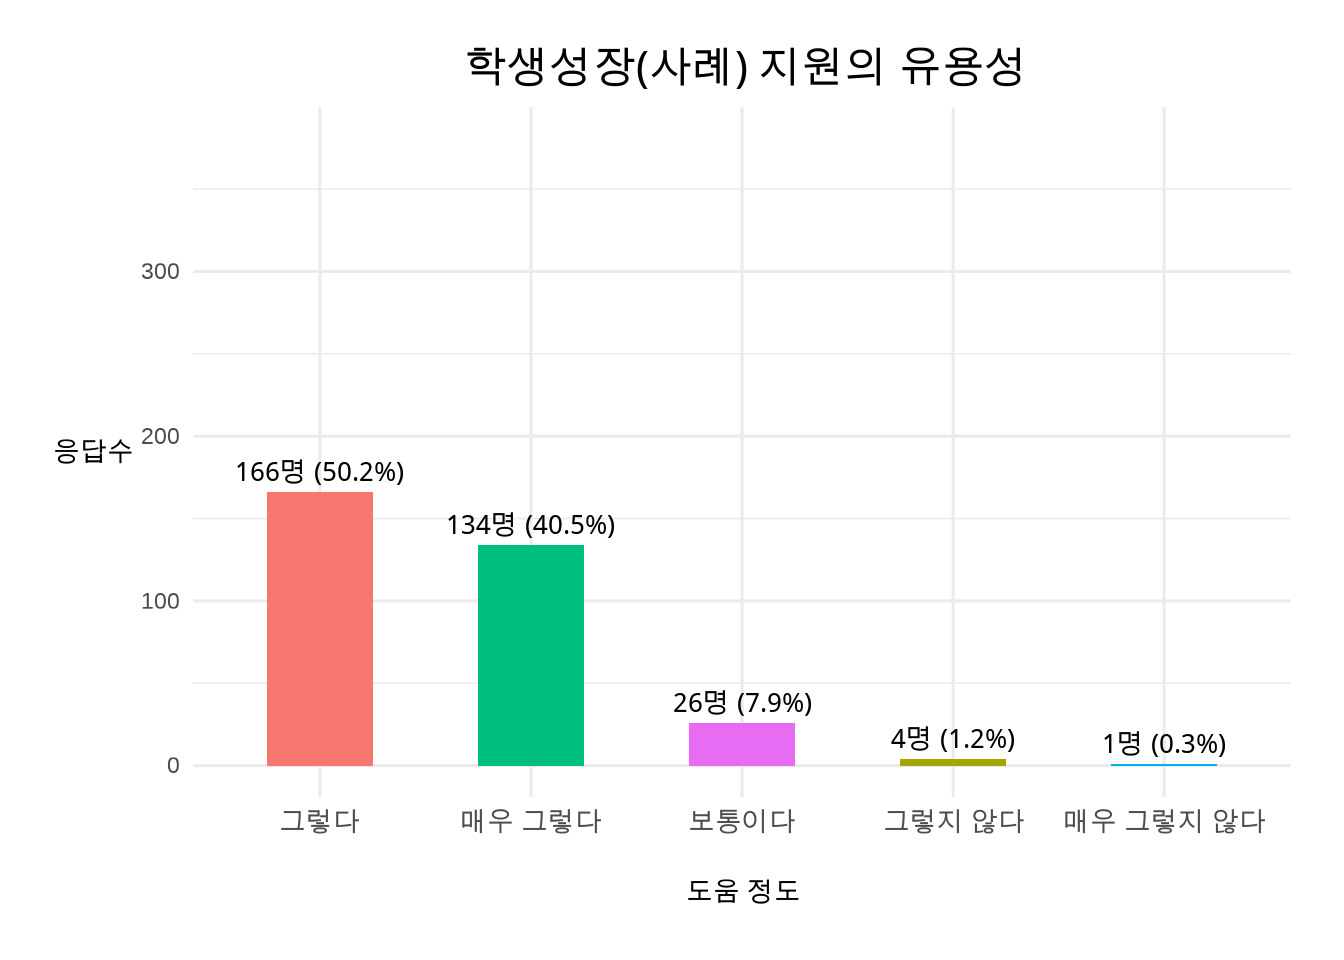 학생성장(사례) 지원의 유용성
300
200
100
0
응답수
166명 (50.2%)
134명 (40.5%)
26명 (7.9%)
4명 (1.2%)
1명 (0.3%)
그렇다
매우 그렇다
보통이다
그렇지 않다
매우 그렇지 않다
도움 정도